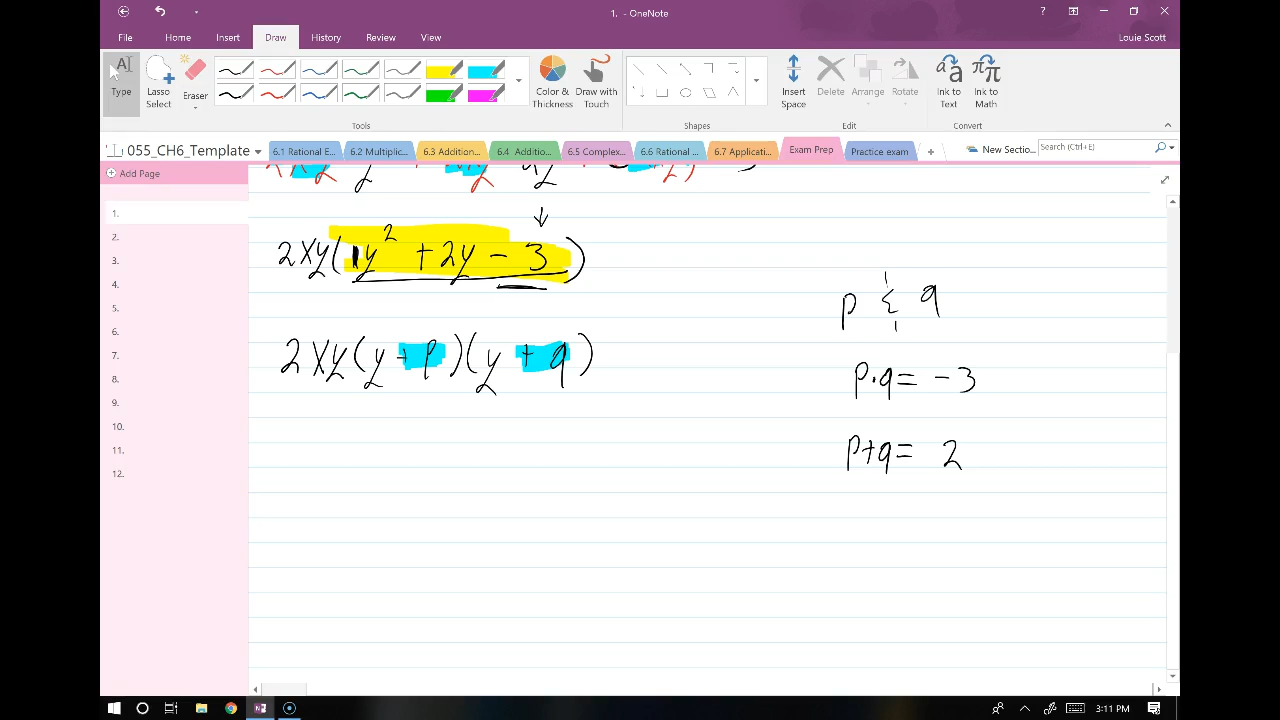 1. - OneNote
?
File Home Insert Draw History Review View
Louie Scott
Type
Lasso Select
Eraser
Color & Thickness
Draw with Touch
Insert Space
Delete
Arrange
Rotate
Ink to Text
Ink to Math
Tools
Shapes
Edit
Convert
055_CH6_Template
6.1 Rational E...
6.2 Multiplic...
6.3 Addition...
6.4 Additio...
6.5 Complex...
6.6 Rational ...
6.7 Applicati...
Exam Prep
Practice exam
+
New Sectio...
Search (Ctrl+E)
Add Page
1.
2.
3.
4.
5.
6.
7.
8.
9.
10.
11.
12.
2xy(1y² + 2y - 3)
2xy(y + p)(y + q)
p & q
p·q = -3
p+q = 2
3:11 PM